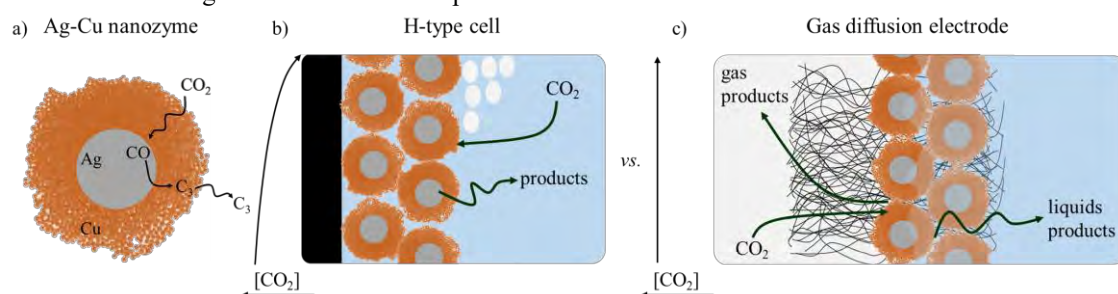 a) Ag-Cu nanozyme
b) H-type cell
c) Gas diffusion electrode
CO₂
Ag
CO
C₃
C₃
Cu
[CO₂]
CO₂
products
vs.
[CO₂]
gas
products
CO₂
liquids
products